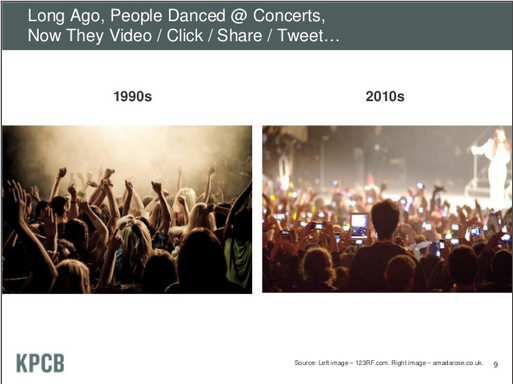 Long Ago, People Danced @ Concerts,
Now They Video / Click / Share / Tweet…
1990s
2010s
Source: Left image – 123RF.com. Right image – amadarose.co.uk.
9
KPCB